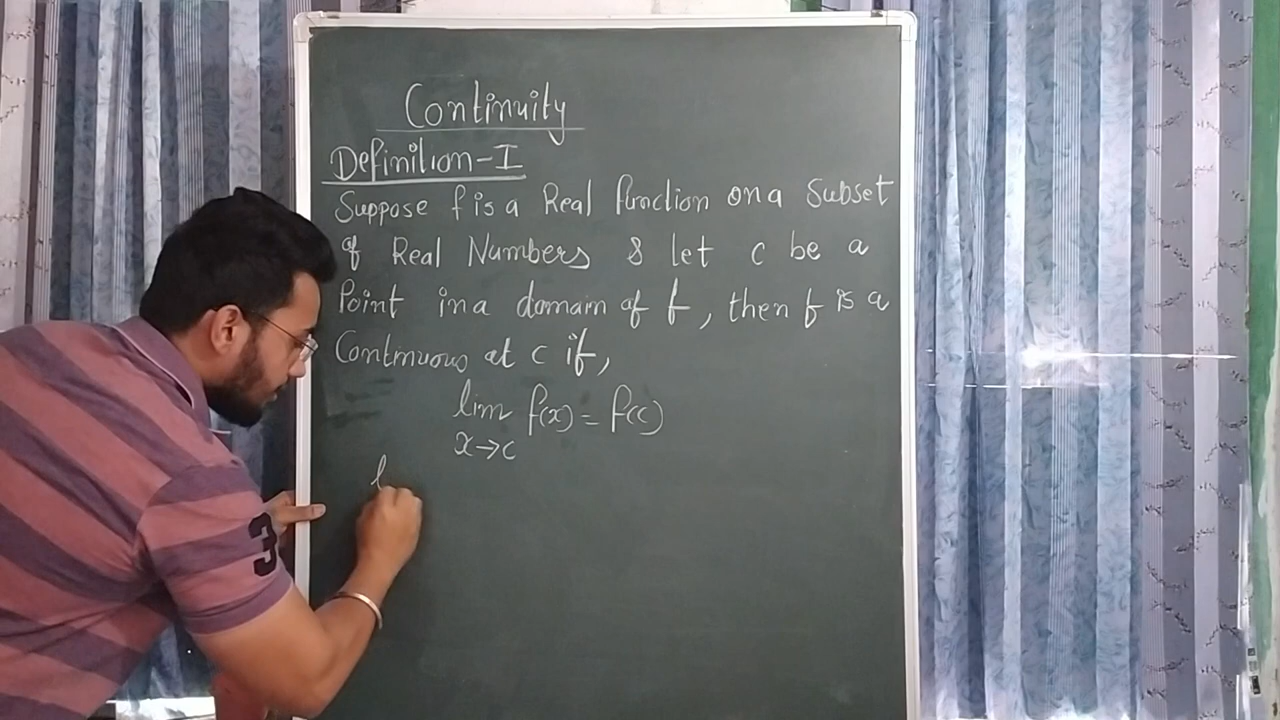 Continuity
Definition-I
Suppose f is a Real function on a Subset
of Real Numbers & let c be a
Point in a domain of f, then f is a
Continuous at c if,
lim f(x) = f(c)
x→c
l
3